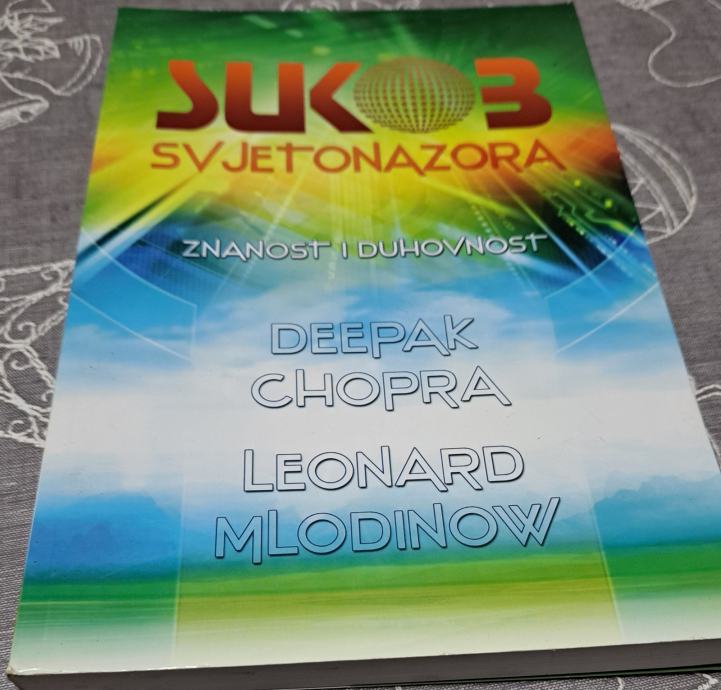 SUKOB
SVJETONAZORA
ZNANOST I DUHOVNOST
DEEPAK
CHOPRA
LEONARD
MLODINOW